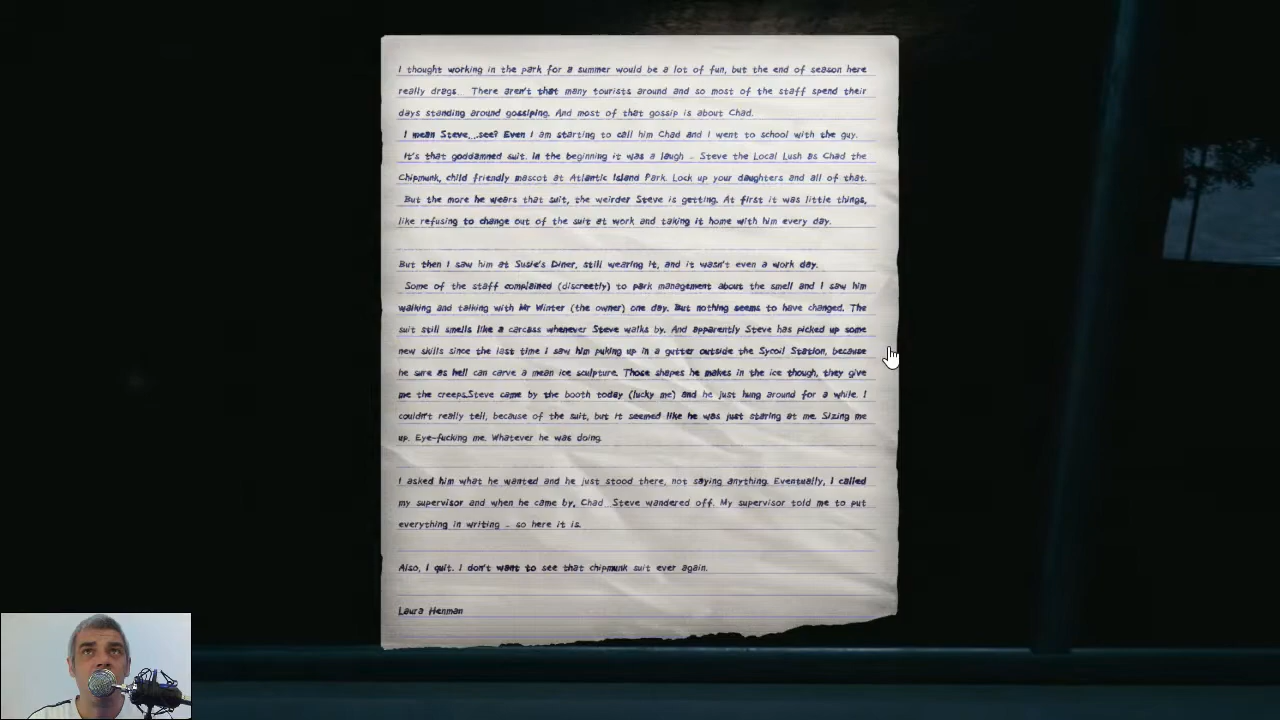 I thought working in the park for a summer would be a lot of fun, but the end of season here
really drags. There aren't that many tourists around and so most of the staff spend their
days standing around gossiping. And most of that gossip is about Chad.
I mean Steve...see? Even I am starting to call him Chad and I went to school with the guy.
It's that goddamned suit. In the beginning it was a laugh - Steve the Local Lush as Chad the
Chipmunk, child friendly mascot at Atlantic Island Park. Lock up your daughters and all of that.
But the more he wears that suit, the weirder Steve is getting. At first it was little things,
like refusing to change out of the suit at work and taking it home with him every day.
But then I saw him at Susie's Diner, still wearing it, and it wasn't even a work day.
Some of the staff complained (discreetly) to park management about the smell and I saw him
walking and talking with Mr Winter (the owner) one day. But nothing seems to have changed. The
suit still smells like a carcass whenever Steve walks by. And apparently Steve has picked up some
new skills since the last time I saw him puking up in a gutter outside the Sycoil Station, because
he sure as hell can carve a mean ice sculpture. Those shapes he makes in the ice though, they give
me the creeps.Steve came by the booth today (lucky me) and he just hung around for a while. I
couldn't really tell, because of the suit, but it seemed like he was just staring at me. Sizing me
up. Eye-fucking me. Whatever he was doing.
I asked him what he wanted and he just stood there, not saying anything. Eventually, I called
my supervisor and when he came by, Chad Steve wandered off. My supervisor told me to put
everything in writing - so here it is.
Also, I quit. I don't want to see that chipmunk suit ever again.
Laura Henman